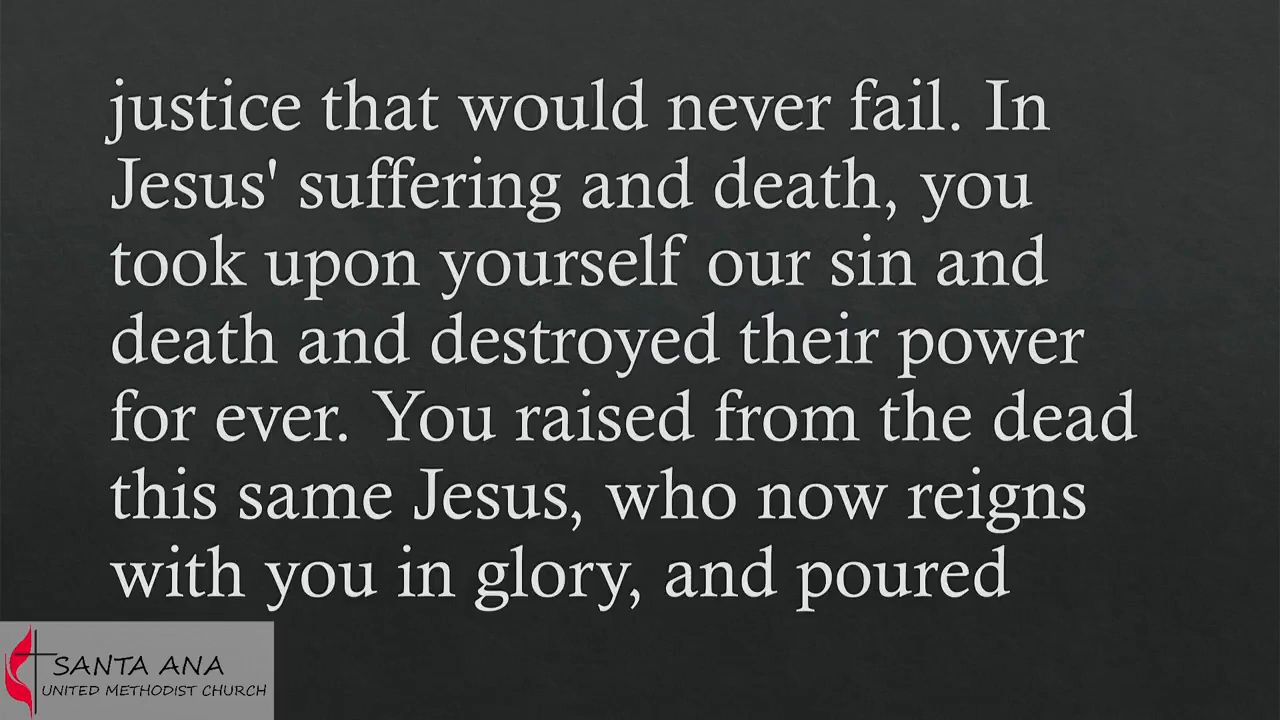 justice that would never fail. In
Jesus' suffering and death, you
took upon yourself our sin and
death and destroyed their power
for ever. You raised from the dead
this same Jesus, who now reigns
with you in glory, and poured
SANTA ANA
UNITED METHODIST CHURCH